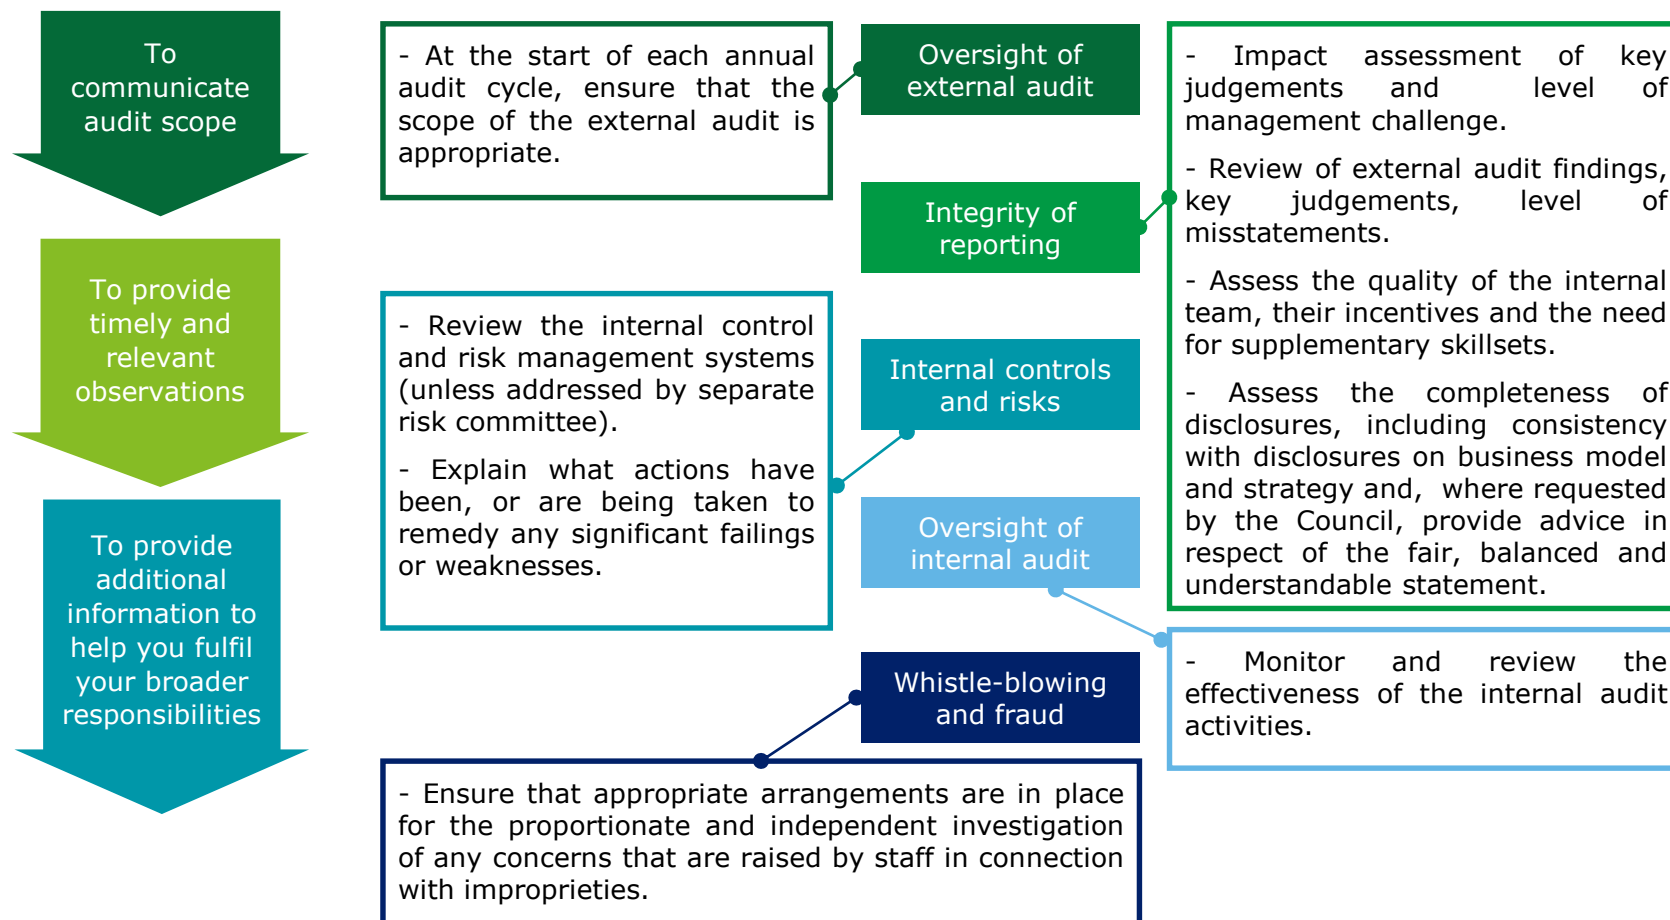 To
communicate
audit scope
To provide
timely and
relevant
observations
To provide
additional
information to
help you fulfil
your broader
responsibilities
- At the start of each annual
audit cycle, ensure that the
scope of the external audit is
appropriate.
Oversight of
external audit
Integrity of
reporting
- Impact assessment of key
judgements and level of
management challenge.
- Review of external audit findings,
key judgements, level of
misstatements.
- Assess the quality of the internal
team, their incentives and the need
for supplementary skillsets.
- Assess the completeness of
disclosures, including consistency
with disclosures on business model
and strategy and, where requested
by the Council, provide advice in
respect of the fair, balanced and
understandable statement.
- Review the internal control
and risk management systems
(unless addressed by separate
risk committee).
- Explain what actions have
been, or are being taken to
remedy any significant failings
or weaknesses.
Internal controls
and risks
Oversight of
internal audit
- Monitor and review the
effectiveness of the internal audit
activities.
Whistle-blowing
and fraud
- Ensure that appropriate arrangements are in place
for the proportionate and independent investigation
of any concerns that are raised by staff in connection
with improprieties.